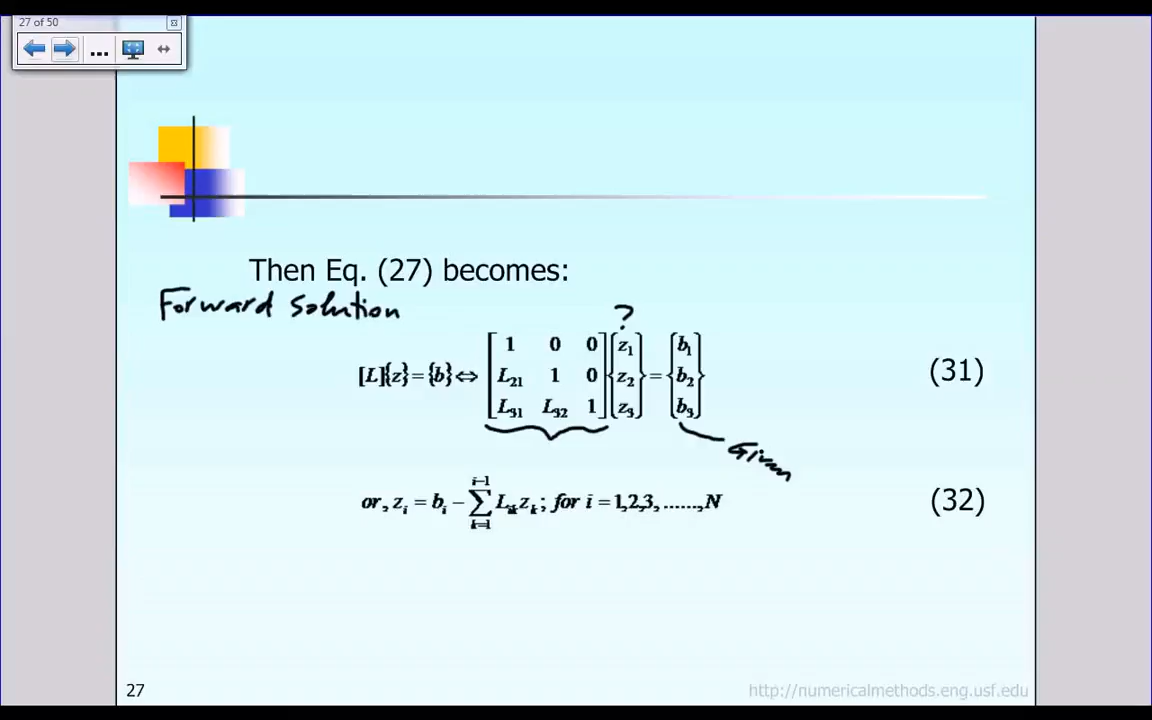 27 of 50
Then Eq. (27) becomes:
Forward Solution
?
[L]{z} = {b} ⇔ [1 0 0; L21 1 0; L31 L32 1] {z1; z2; z3} = {b1; b2; b3} (31)
Given
or, zi = bi − ∑_{k=1}^{i−1} Lik zk ; for i = 1,2,3,......,N (32)
27
http://numericalmethods.eng.usf.edu